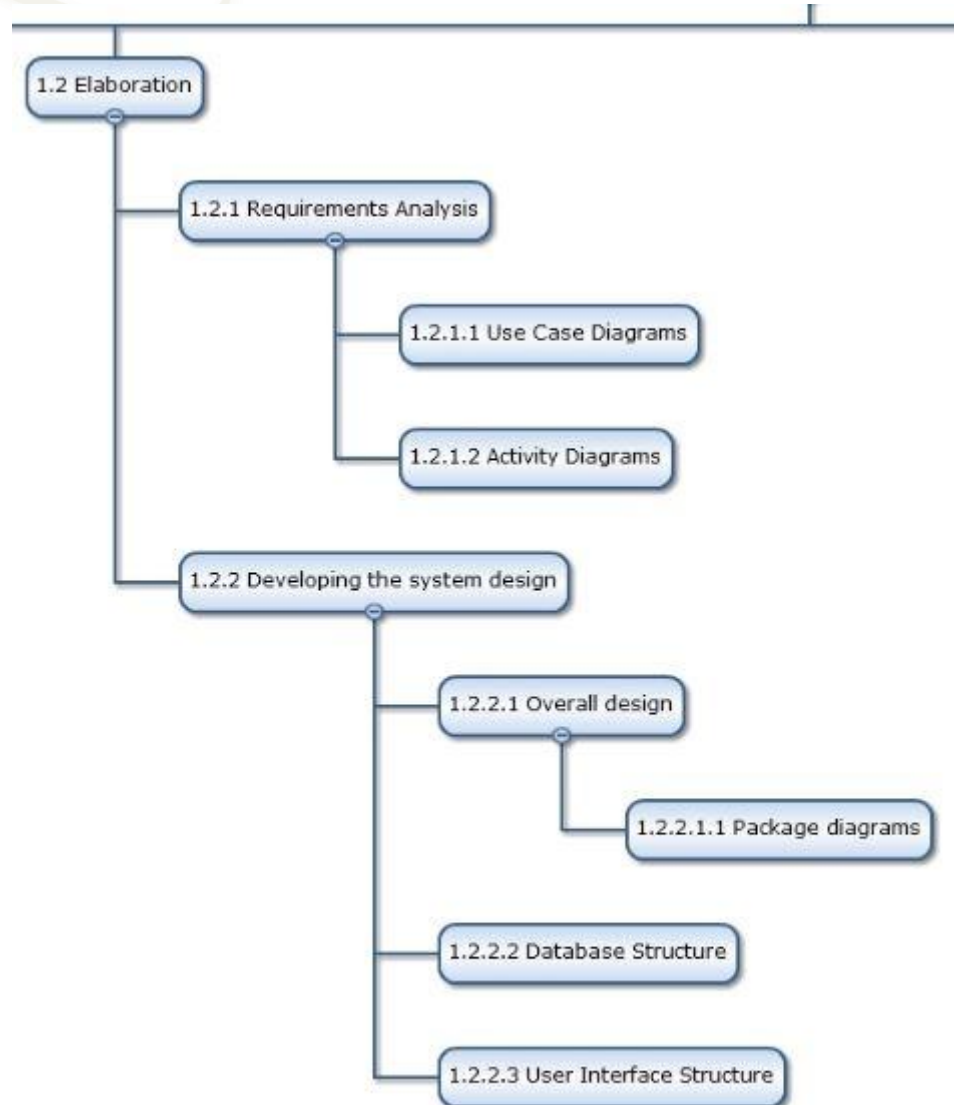 1.2 Elaboration
1.2.1 Requirements Analysis
1.2.1.1 Use Case Diagrams
1.2.1.2 Activity Diagrams
1.2.2 Developing the system design
1.2.2.1 Overall design
1.2.2.1.1 Package diagrams
1.2.2.2 Database Structure
1.2.2.3 User Interface Structure